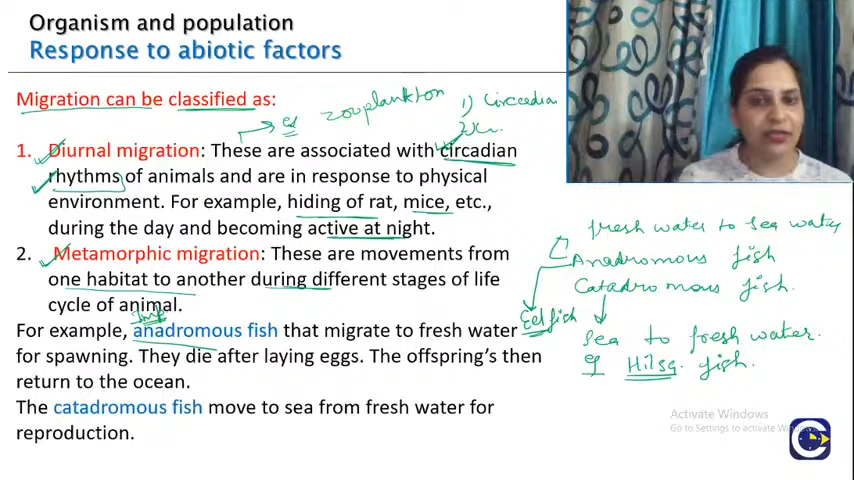 Organism and population
Response to abiotic factors
Migration can be classified as:
eg zooplankton 1) Circadian
1. Diurnal migration: These are associated with circadian
rhythms of animals and are in response to physical
environment. For example, hiding of rat, mice, etc.,
during the day and becoming active at night.
2. Metamorphic migration: These are movements from
one habitat to another during different stages of life
cycle of animal.
Imp
For example, anadromous fish that migrate to fresh water
for spawning. They die after laying eggs. The offspring's then
return to the ocean.
The catadromous fish move to sea from fresh water for
reproduction.
fresh water to sea water
Anadromous fish
Catadromous fish.
Eel fish
Sea to fresh water.
eg Hilsa. fish.
Activate Windows
Go to Settings to activate Windows